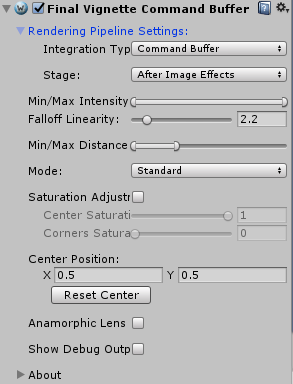 Final Vignette Command Buffer
Rendering Pipeline Settings:
Integration Typ Command Buffer
Stage: After Image Effects
Min/Max Intensity
Falloff Linearity: 2.2
Min/Max Distance
Mode: Standard
Saturation Adjustr
Center Saturati 1
Corners Satura 0
Center Position:
X 0.5 Y 0.5
Reset Center
Anamorphic Lens
Show Debug Outp
About